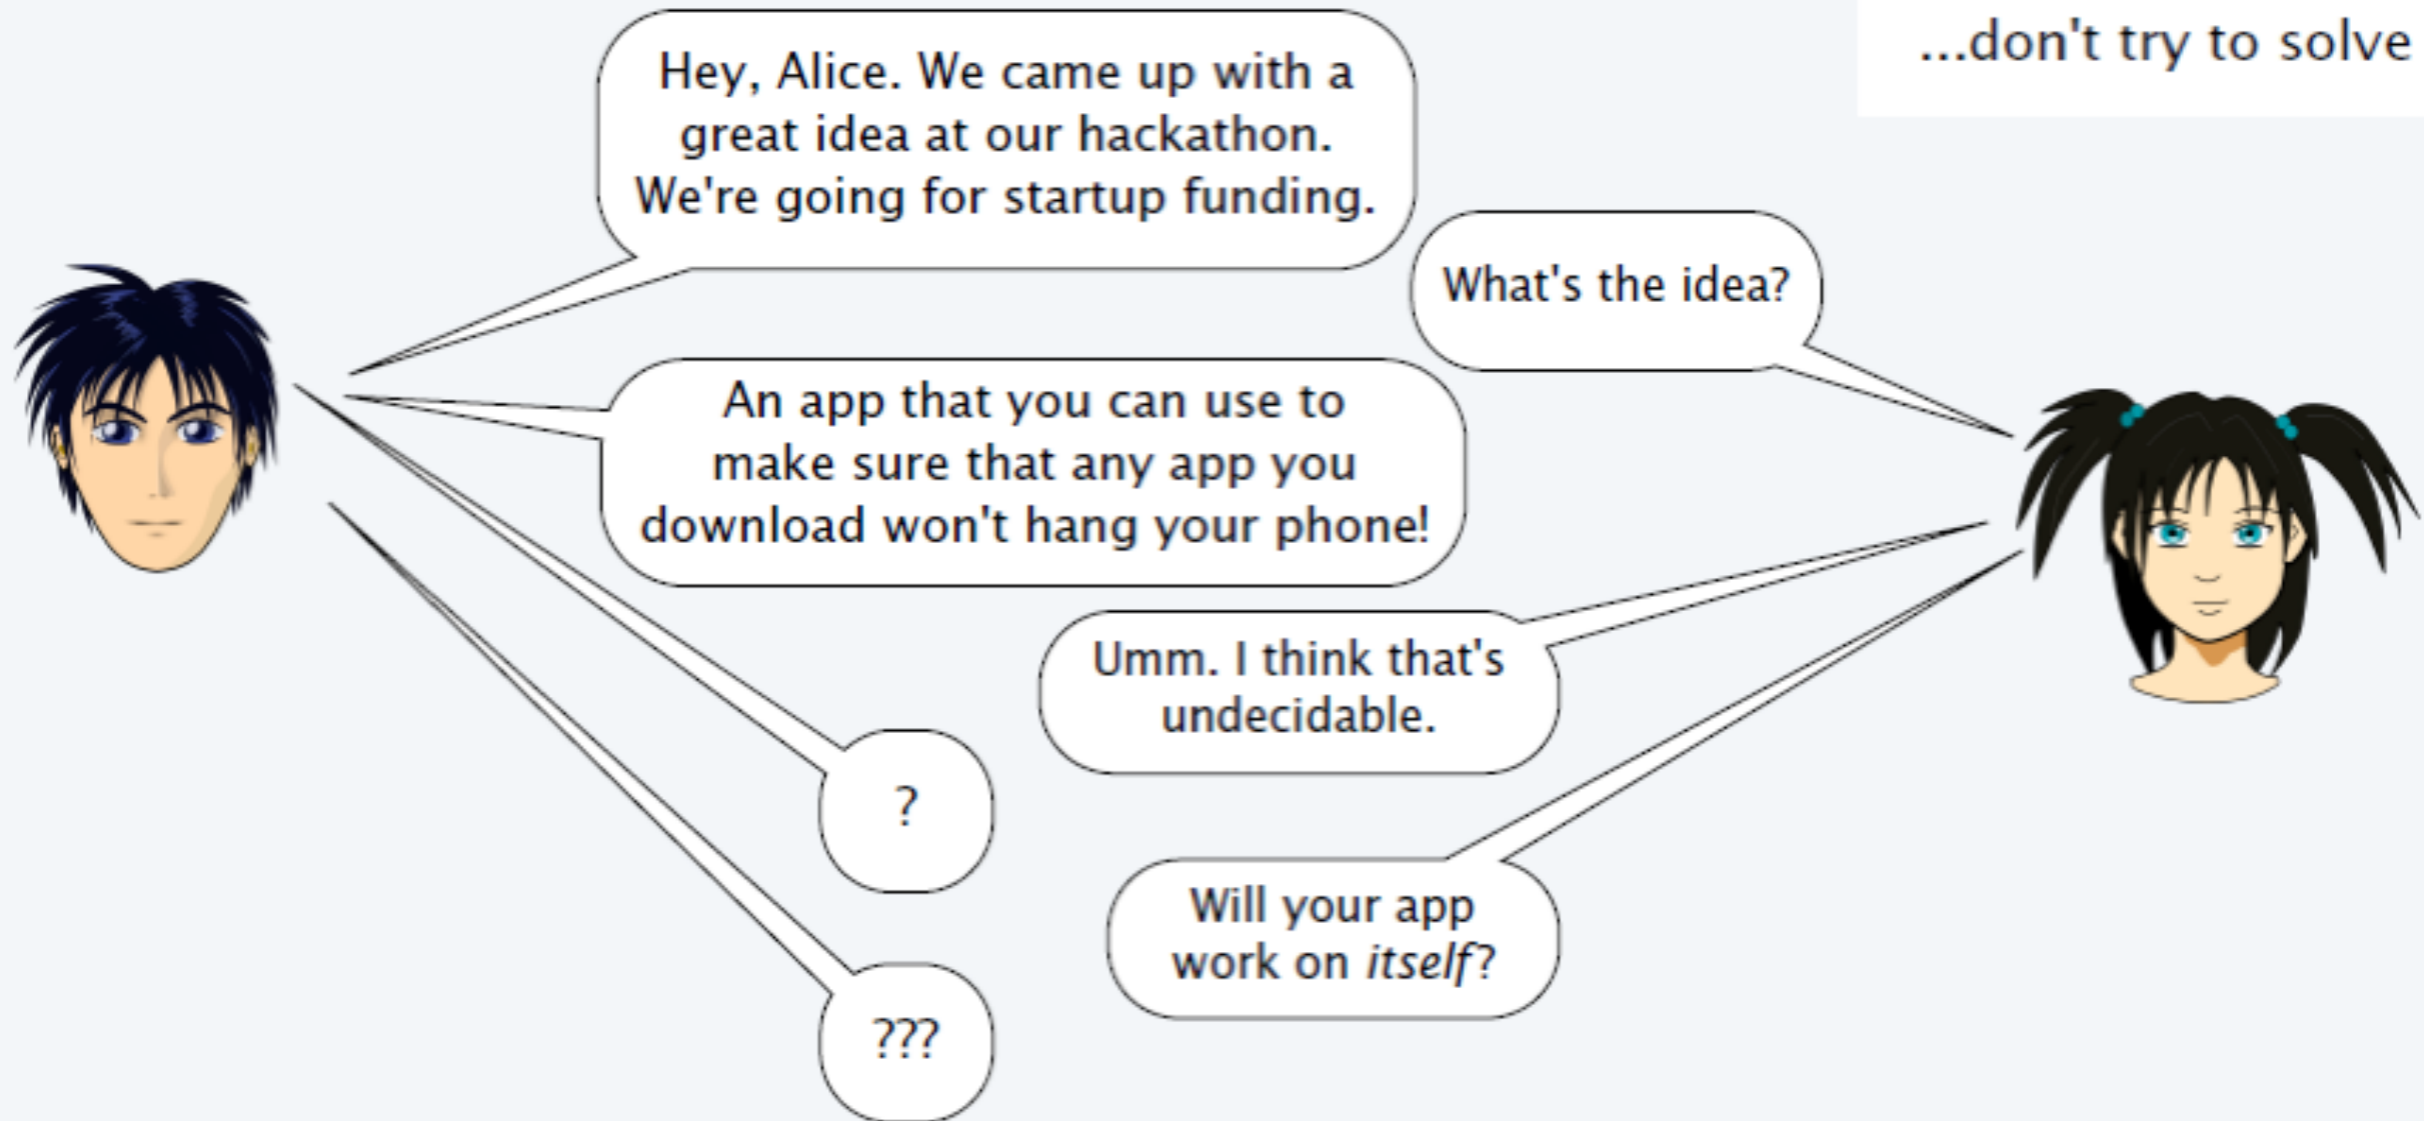 ...don't try to solve
Hey, Alice. We came up with a
great idea at our hackathon.
We're going for startup funding.
What's the idea?
An app that you can use to
make sure that any app you
download won't hang your phone!
Umm. I think that's
undecidable.
?
Will your app
work on itself?
???